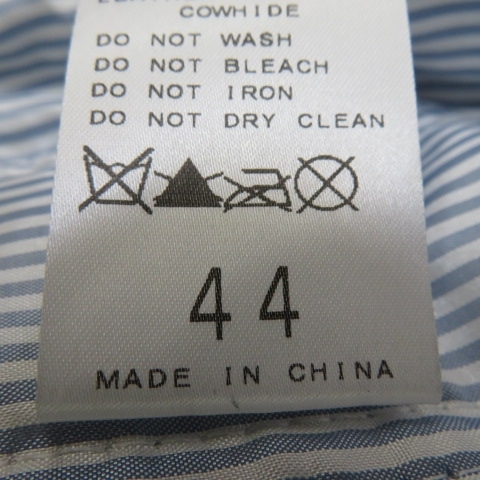 COWHIDE
DO NOT WASH
DO NOT BLEACH
DO NOT IRON
DO NOT DRY CLEAN
44
MADE IN CHINA